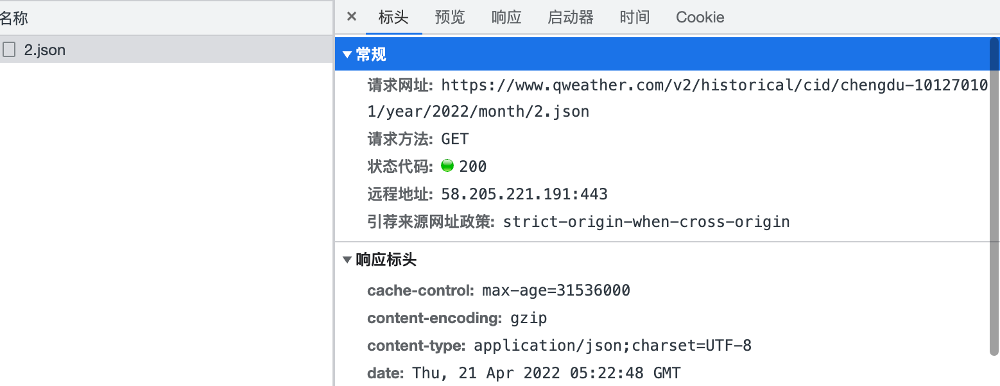 名称
× 标头 预览 响应 启动器 时间 Cookie
2.json
常规
请求网址: https://www.qweather.com/v2/historical/cid/chengdu-10127010
1/year/2022/month/2.json
请求方法: GET
状态代码: 200
远程地址: 58.205.221.191:443
引荐来源网址政策: strict-origin-when-cross-origin
响应标头
cache-control: max-age=31536000
content-encoding: gzip
content-type: application/json;charset=UTF-8
date: Thu, 21 Apr 2022 05:22:48 GMT